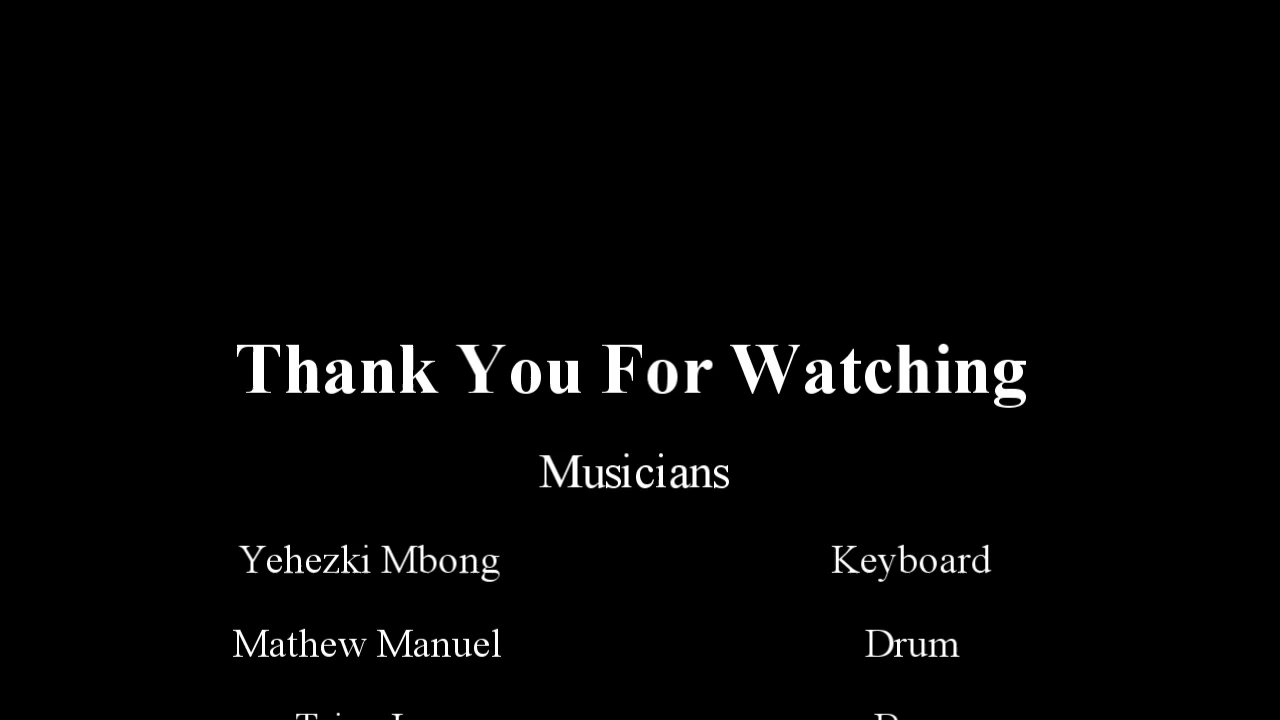 Thank You For Watching
Musicians
Yehezki Mbong Keyboard
Mathew Manuel Drum